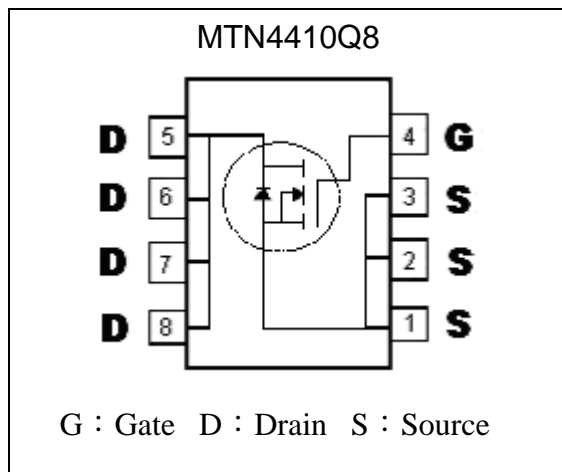 MTN4410Q8
D 5 4 G
D 6 3 S
D 7 2 S
D 8 1 S
G：Gate D：Drain S：Source